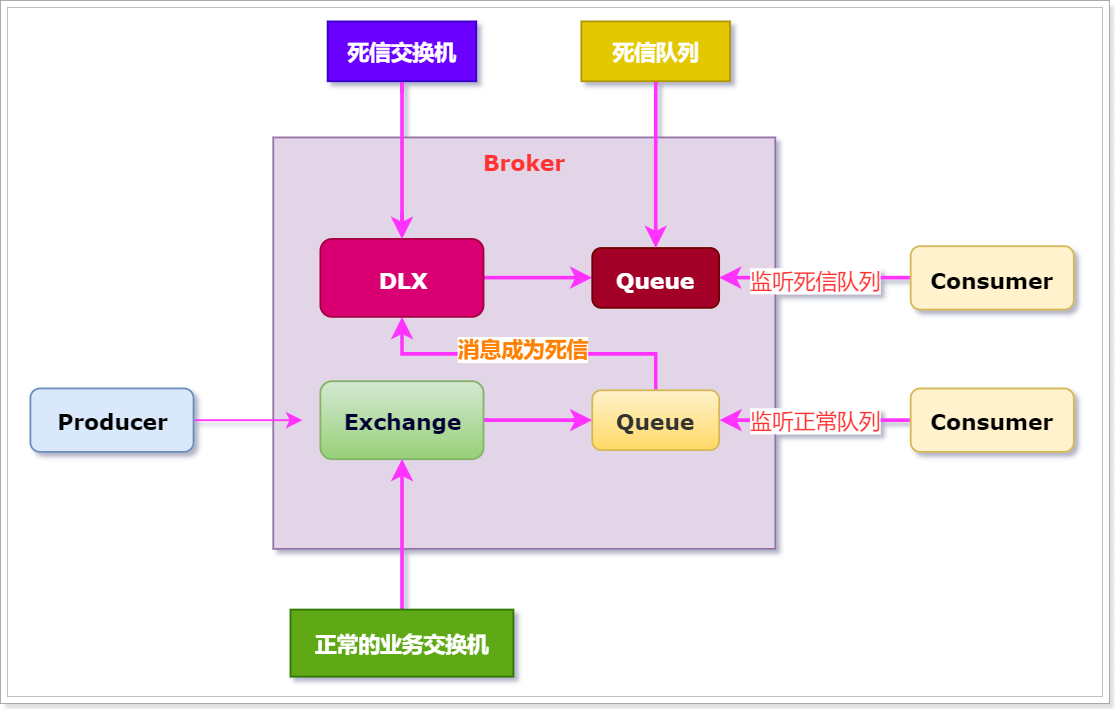 死信交换机
死信队列
Broker
DLX
Queue
监听死信队列
Consumer
消息成为死信
Producer
Exchange
Queue
监听正常队列
Consumer
正常的业务交换机